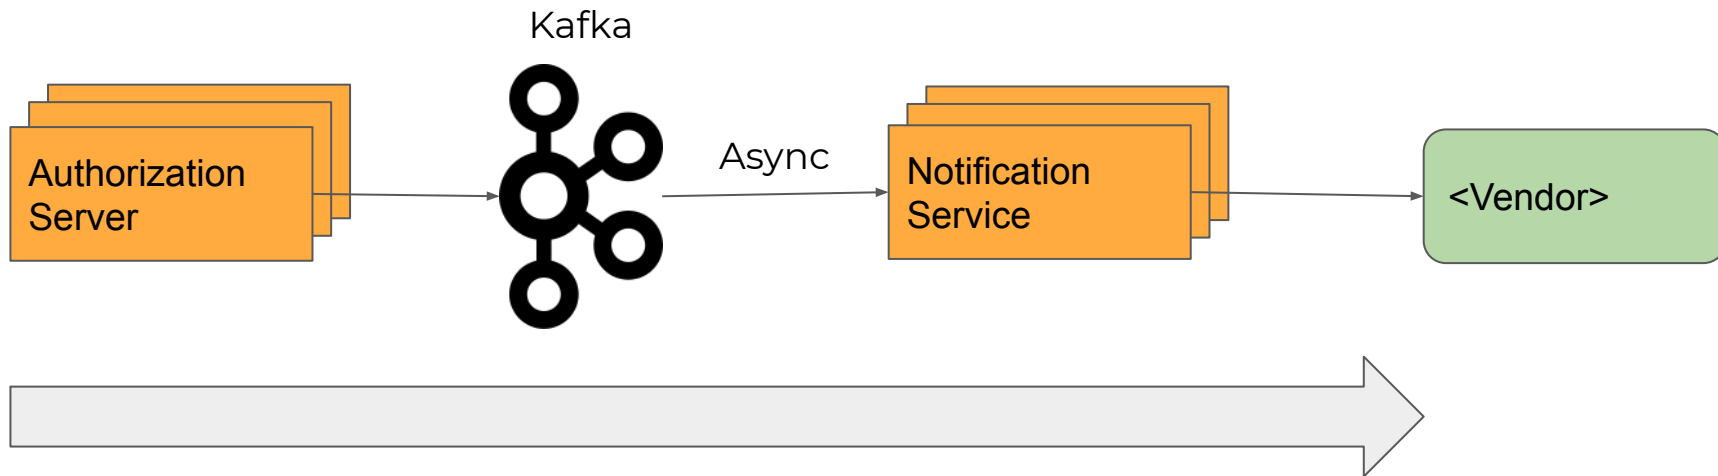 Kafka
Authorization
Server
Async
Notification
Service
<Vendor>